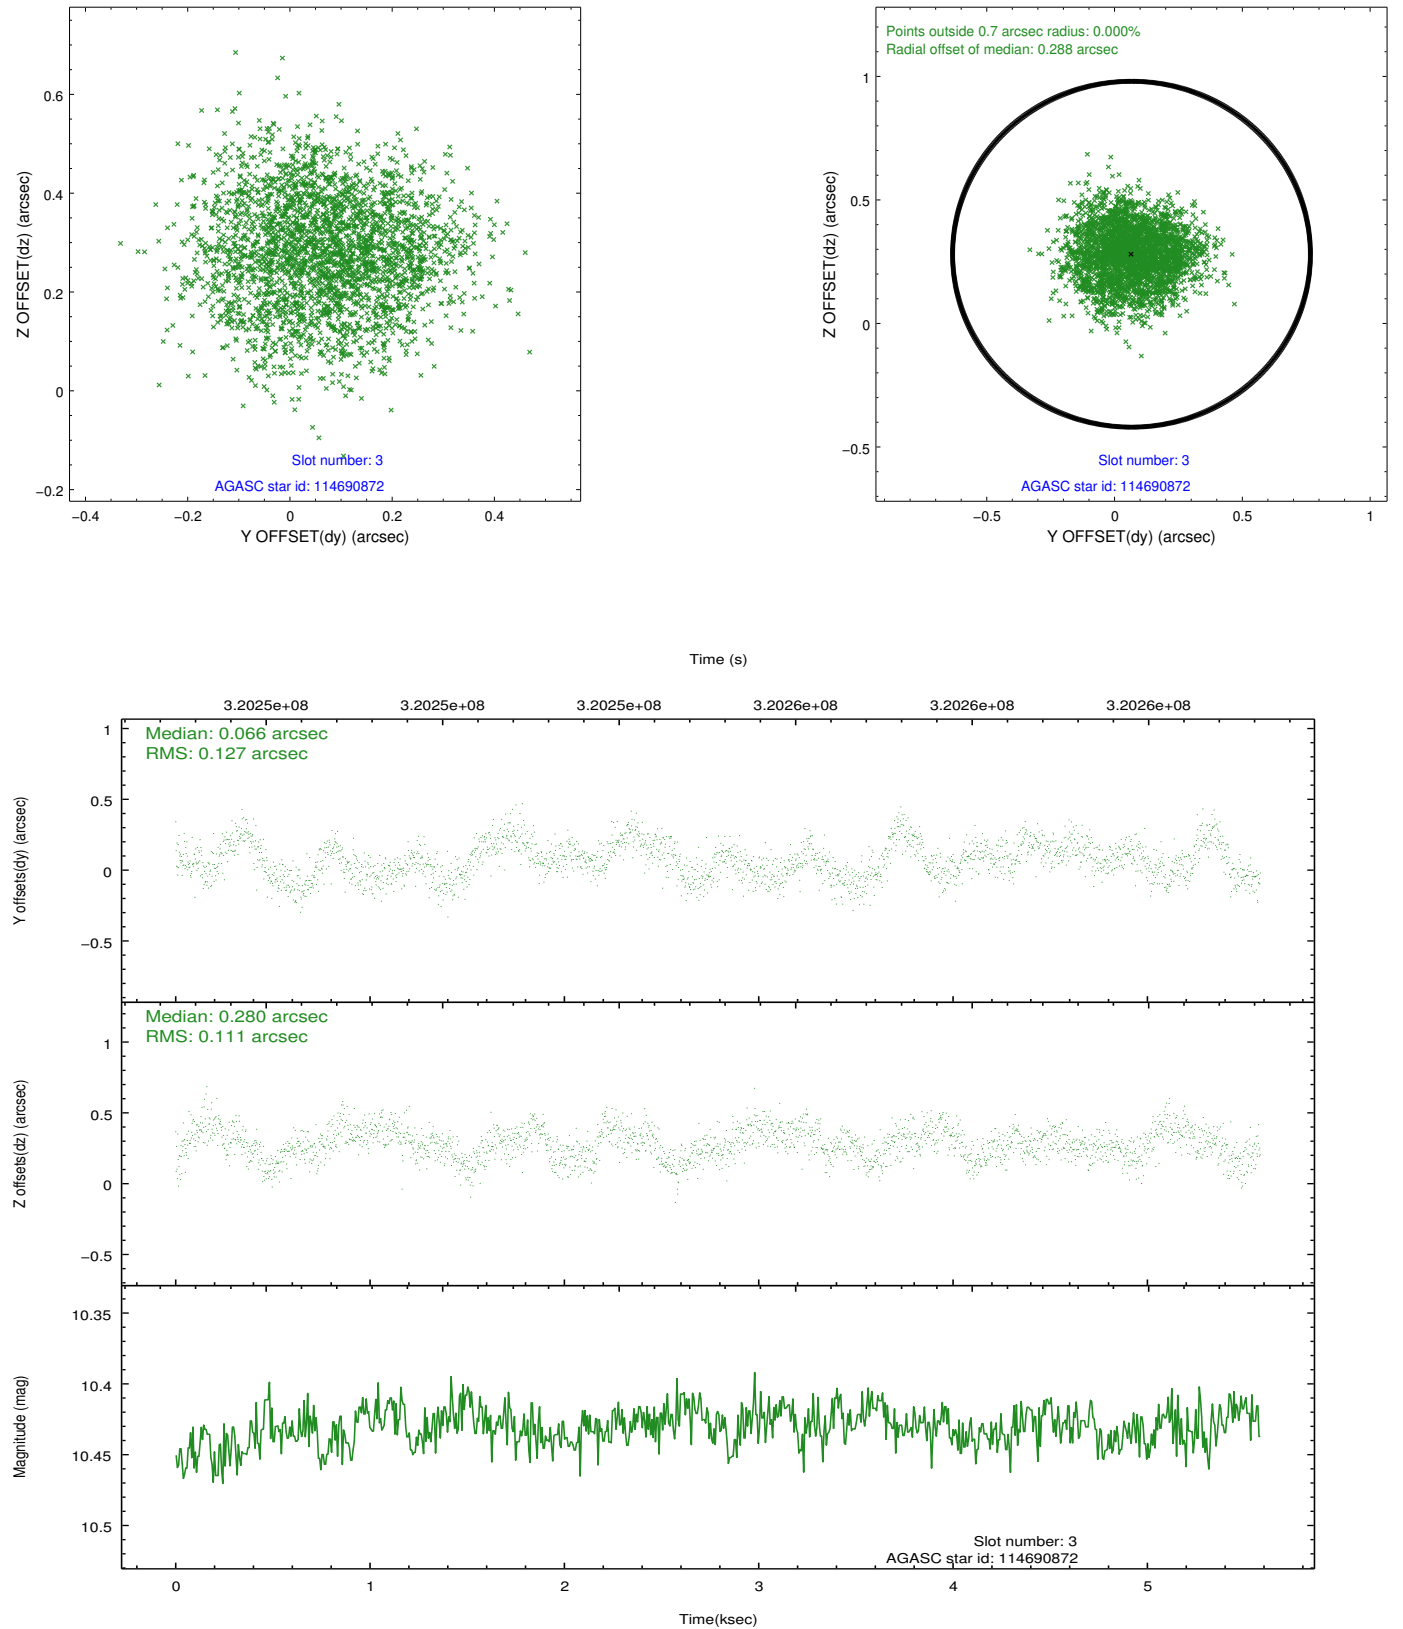 0.6
0.4
0.2
0
−0.2
Z OFFSET(dz) (arcsec)
Slot number: 3
AGASC star id: 114690872
−0.4 −0.2 0 0.2 0.4
Y OFFSET(dy) (arcsec)
Points outside 0.7 arcsec radius: 0.000%
Radial offset of median: 0.288 arcsec
1
0.5
0
−0.5
Z OFFSET(dz) (arcsec)
Slot number: 3
AGASC star id: 114690872
−0.5 0 0.5 1
Y OFFSET(dy) (arcsec)
Time (s)
3.2025e+08 3.2025e+08 3.2025e+08 3.2026e+08 3.2026e+08 3.2026e+08
Median: 0.066 arcsec
RMS: 0.127 arcsec
1
0.5
0
−0.5
Y offsets(dy) (arcsec)
Median: 0.280 arcsec
RMS: 0.111 arcsec
1
0.5
0
−0.5
Z offsets(dz) (arcsec)
10.35
10.4
10.45
10.5
Magnitude (mag)
Slot number: 3
AGASC star id: 114690872
0 1 2 3 4 5
Time(ksec)